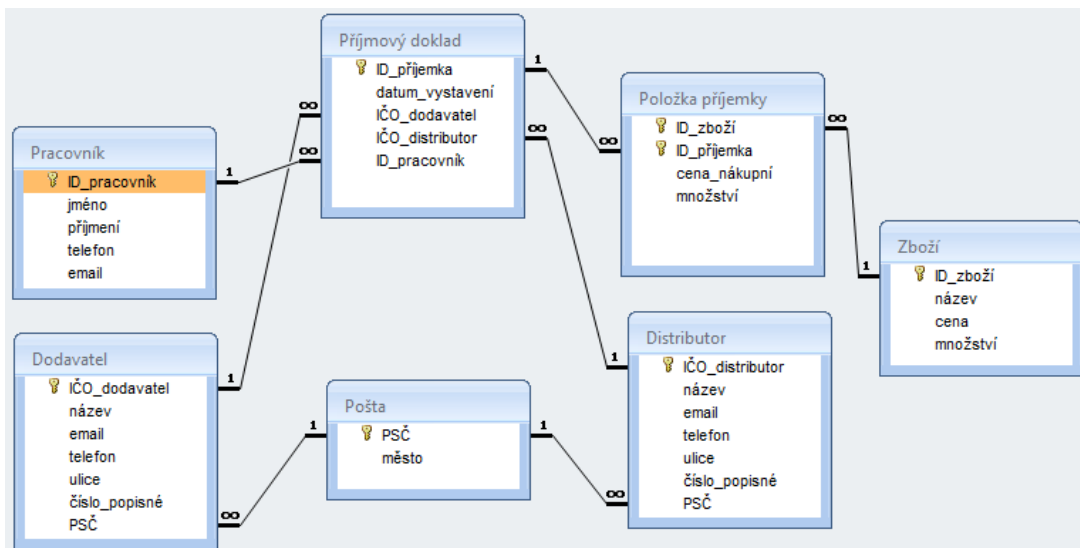 Příjmový doklad
ID_příjemka
datum_vystavení
IČO_dodavatel
IČO_distributor
ID_pracovník
1
∞
∞
∞
Položka příjemky
ID_zboží
ID_příjemka
cena_nákupní
množství
∞
∞
Pracovník
ID_pracovník
jméno
příjmení
telefon
email
1
Zboží
ID_zboží
název
cena
množství
1
Dodavatel
IČO_dodavatel
název
email
telefon
ulice
číslo_popisné
PSČ
1
∞
Pošta
PSČ
město
1
1
Distributor
IČO_distributor
název
email
telefon
ulice
číslo_popisné
PSČ
1
∞